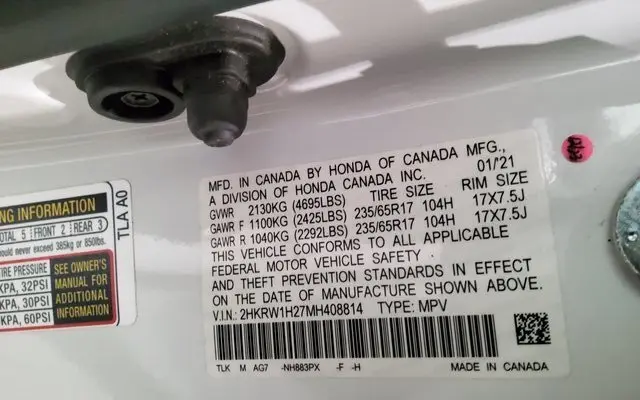 NG INFORMATION
OTAL 5 FRONT 2 REAR 3
ould never exceed 385kg or 850lbs.
TIRE PRESSURE
KPA, 32PSI
KPA, 30PSI
KPA, 60PSI
SEE OWNER'S
MANUAL FOR
ADDITIONAL
INFORMATION
TLA A0
MFD. IN CANADA BY HONDA OF CANADA MFG.,
A DIVISION OF HONDA CANADA INC. 01/21
GVWR 2130KG (4695LBS) TIRE SIZE RIM SIZE
GAWR F 1100KG (2425LBS) 235/65R17 104H 17X7.5J
GAWR R 1040KG (2292LBS) 235/65R17 104H 17X7.5J
THIS VEHICLE CONFORMS TO ALL APPLICABLE
FEDERAL MOTOR VEHICLE SAFETY
AND THEFT PREVENTION STANDARDS IN EFFECT
ON THE DATE OF MANUFACTURE SHOWN ABOVE.
V.I.N.: 2HKRW1H27MH408814 TYPE: MPV
TLK M AG7 -NH883PX -F -H MADE IN CANADA